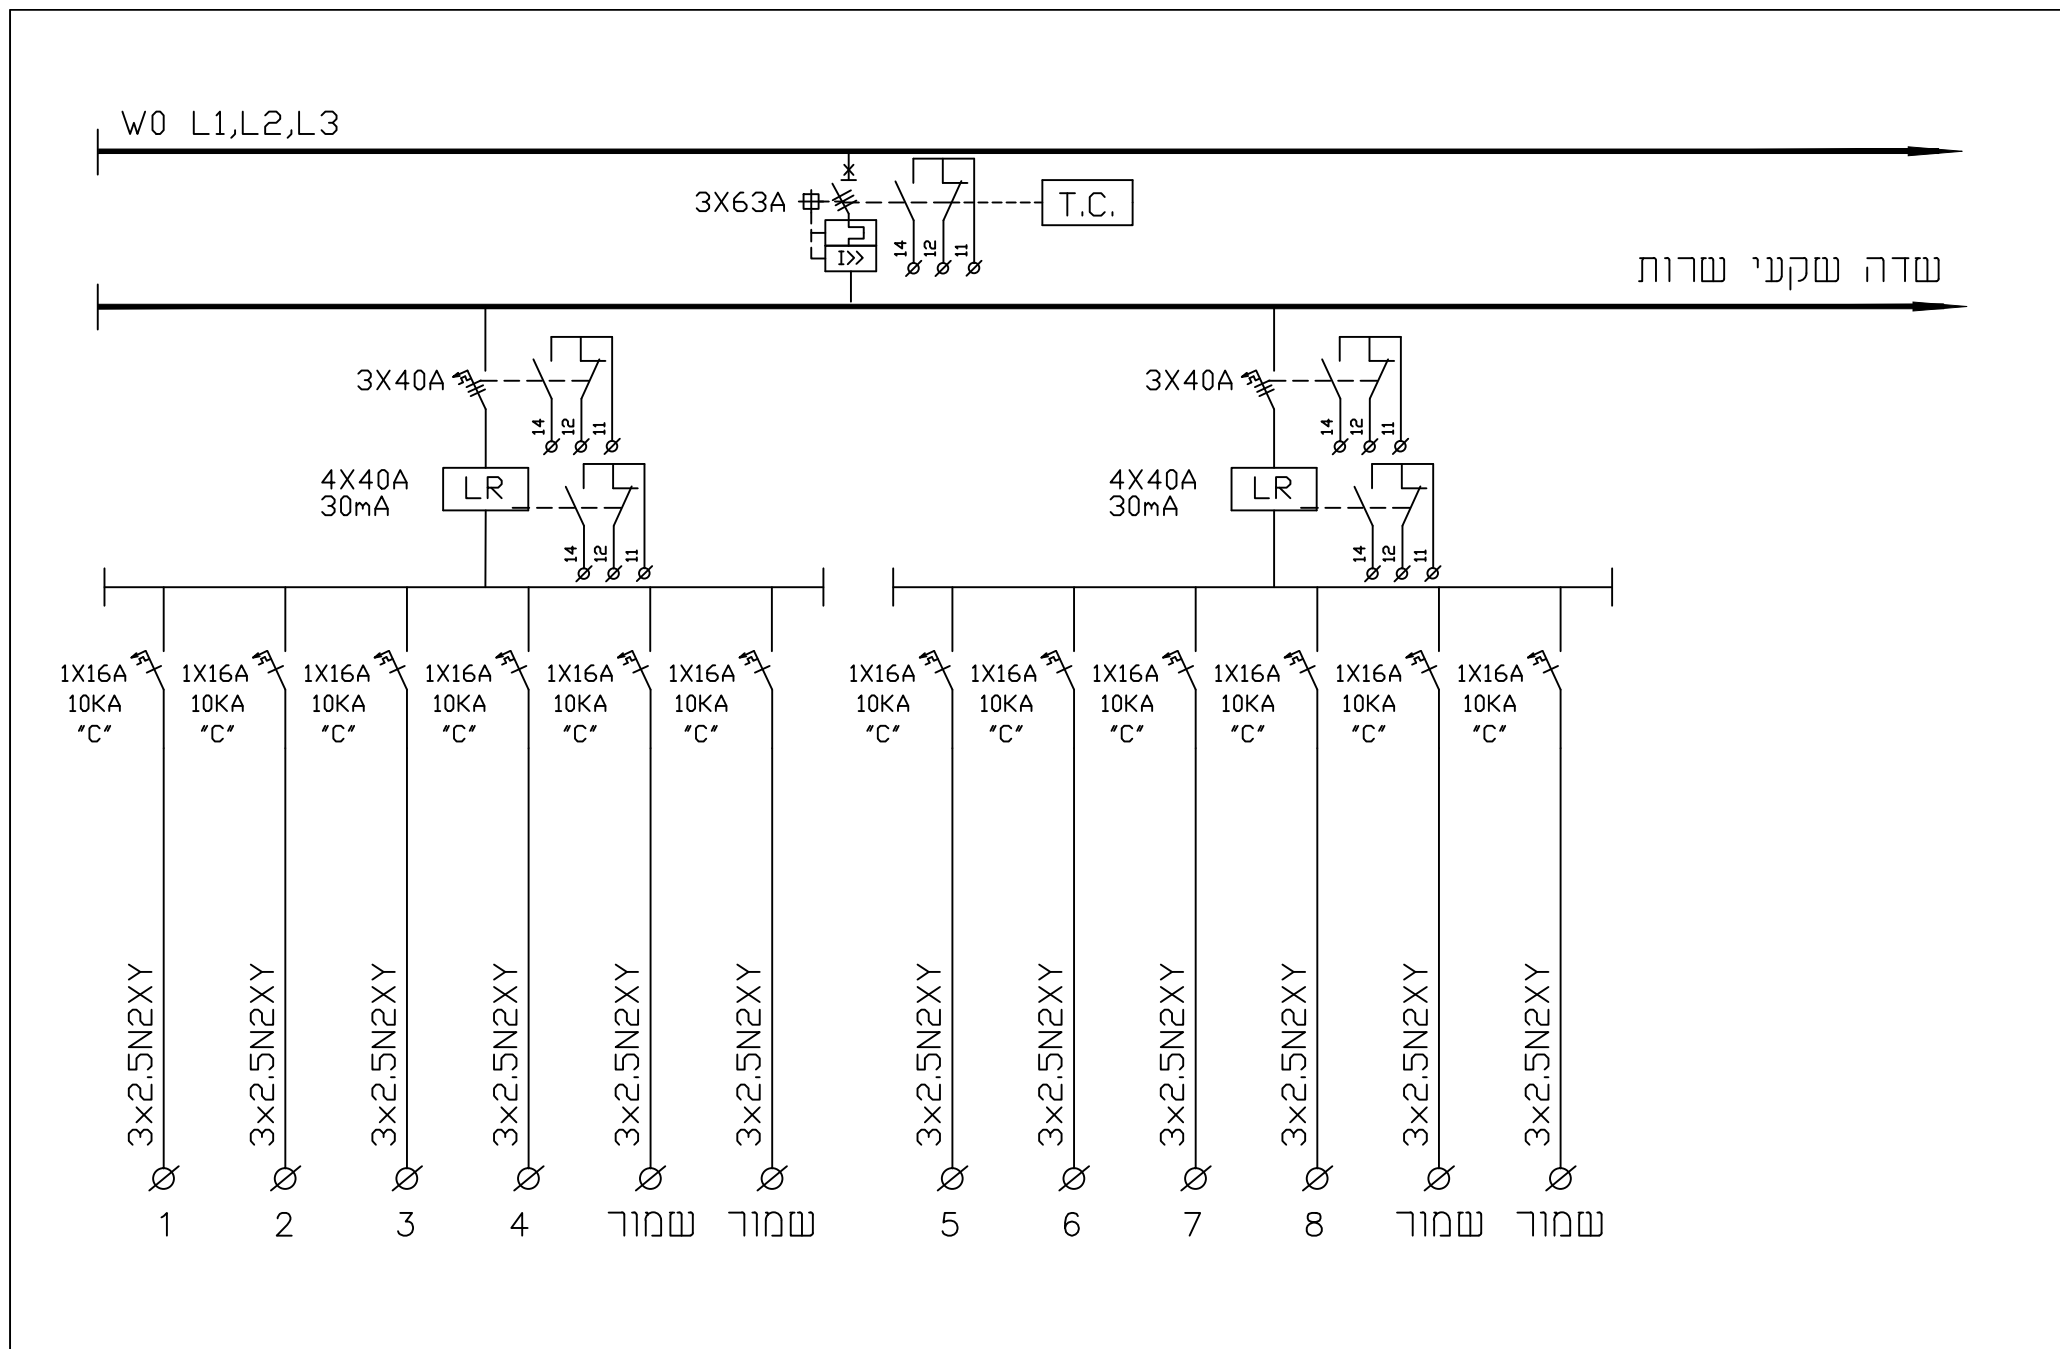 W0 L1,L2,L3
3X63A
I>>
14 12 11
T.C.
שדה שקעי שרות
3X40A
14 12 11
3X40A
14 12 11
4X40A
30mA
LR
14 12 11
4X40A
30mA
LR
14 12 11
1X16A 1X16A 1X16A 1X16A 1X16A 1X16A 1X16A 1X16A 1X16A 1X16A 1X16A 1X16A
10KA 10KA 10KA 10KA 10KA 10KA 10KA 10KA 10KA 10KA 10KA 10KA
"C" "C" "C" "C" "C" "C" "C" "C" "C" "C" "C" "C"
3x2.5N2XY
3x2.5N2XY
3x2.5N2XY
3x2.5N2XY
3x2.5N2XY
3x2.5N2XY
3x2.5N2XY
3x2.5N2XY
3x2.5N2XY
3x2.5N2XY
3x2.5N2XY
3x2.5N2XY
1 2 3 4 שמור שמור 5 6 7 8 שמור שמור